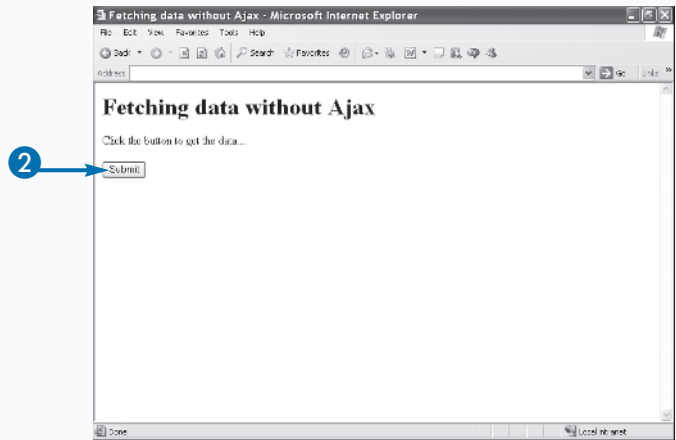 Fetching data without Ajax - Microsoft Internet Explorer
File Edit View Favorites Tools Help
Back Search Favorites
Address Go Links »
Fetching data without Ajax
Click the button to get the data...
2
Submit
Done Local intranet